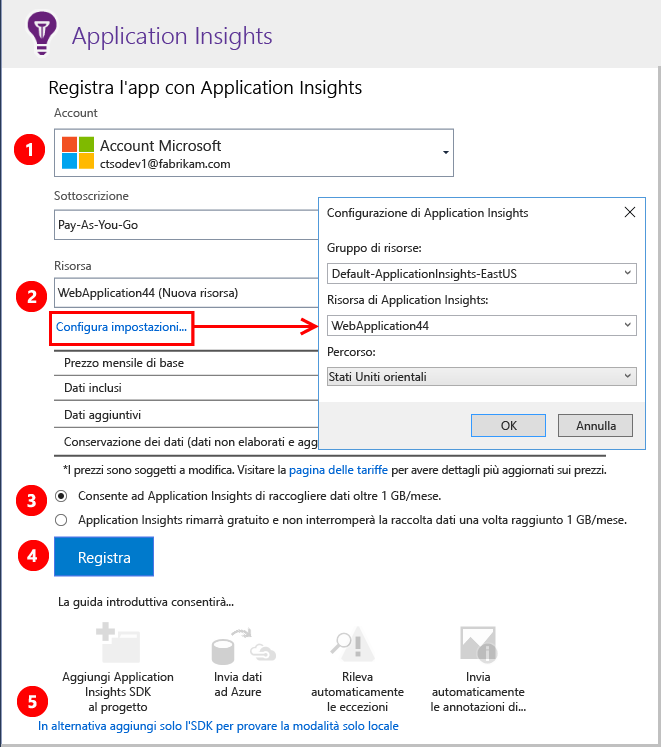 Application Insights
Registra l'app con Application Insights
Account
1
Account Microsoft
ctsodev1@fabrikam.com
Sottoscrizione
Pay-As-You-Go
Risorsa
2
WebApplication44 (Nuova risorsa)
Configura impostazioni...
Configurazione di Application Insights
Gruppo di risorse:
Default-ApplicationInsights-EastUS
Risorsa di Application Insights:
WebApplication44
Percorso:
Stati Uniti orientali
OK
Annulla
Prezzo mensile di base
Dati inclusi
Dati aggiuntivi
Conservazione dei dati (dati non elaborati e agg
*I prezzi sono soggetti a modifica. Visitare la pagina delle tariffe per avere dettagli più aggiornati sui prezzi.
3
Consente ad Application Insights di raccogliere dati oltre 1 GB/mese.
Application Insights rimarrà gratuito e non interromperà la raccolta dati una volta raggiunto 1 GB/mese.
4
Registra
La guida introduttiva consentirà...
Aggiungi Application
Insights SDK
al progetto
Invia dati
ad Azure
Rileva
automaticamente
le eccezioni
Invia
automaticamente
le annotazioni di...
5
In alternativa aggiungi solo l'SDK per provare la modalità solo locale